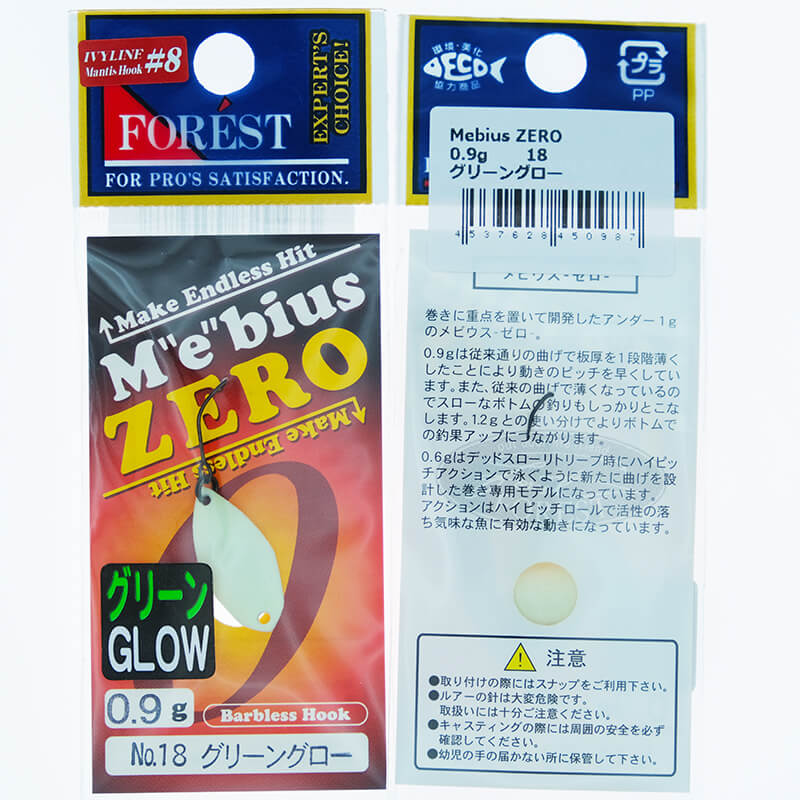 IVYLINE
Mantis Hook #8
FORÉST
EXPERT'S
CHOICE!
FOR PRO'S SATISFACTION.
Make Endless Hit
M"e"bius
ZERO
Make Endless Hit
グリーン
GLOW
0.9g
Barbless Hook
No.18 グリーングロー
環境・美化
ECO
協力商品
プラ
PP
Mebius ZERO
0.9g 18
グリーングロー
4537628450987
メビウス-ゼロ-
巻きに重点を置いて開発したアンダー1g
のメビウス-ゼロ-。
0.9gは従来通りの曲げで板厚を1段階薄く
したことにより動きのピッチを早くしてい
ます。また、従来の曲げで薄くなっているの
でスローなボトムの釣りもしっかりとこな
します。1.2gとの使い分けでよりボトムで
の釣果アップにつながります。
0.6gはデッドスローリトリーブ時にハイピッ
チアクションで泳ぐように新たに曲げを設
計した巻き専用モデルになっています。
アクションはハイピッチロールで活性の落
ち気味な魚に有効な動きになっています。
注意
●取り付けの際にはスナップをご利用下さい。
●ルアーの針は大変危険です。
取扱いには十分ご注意ください。
●キャスティングの際には周囲の安全を必ず
確認してください。
●幼児の手の届かない所に保管して下さい。